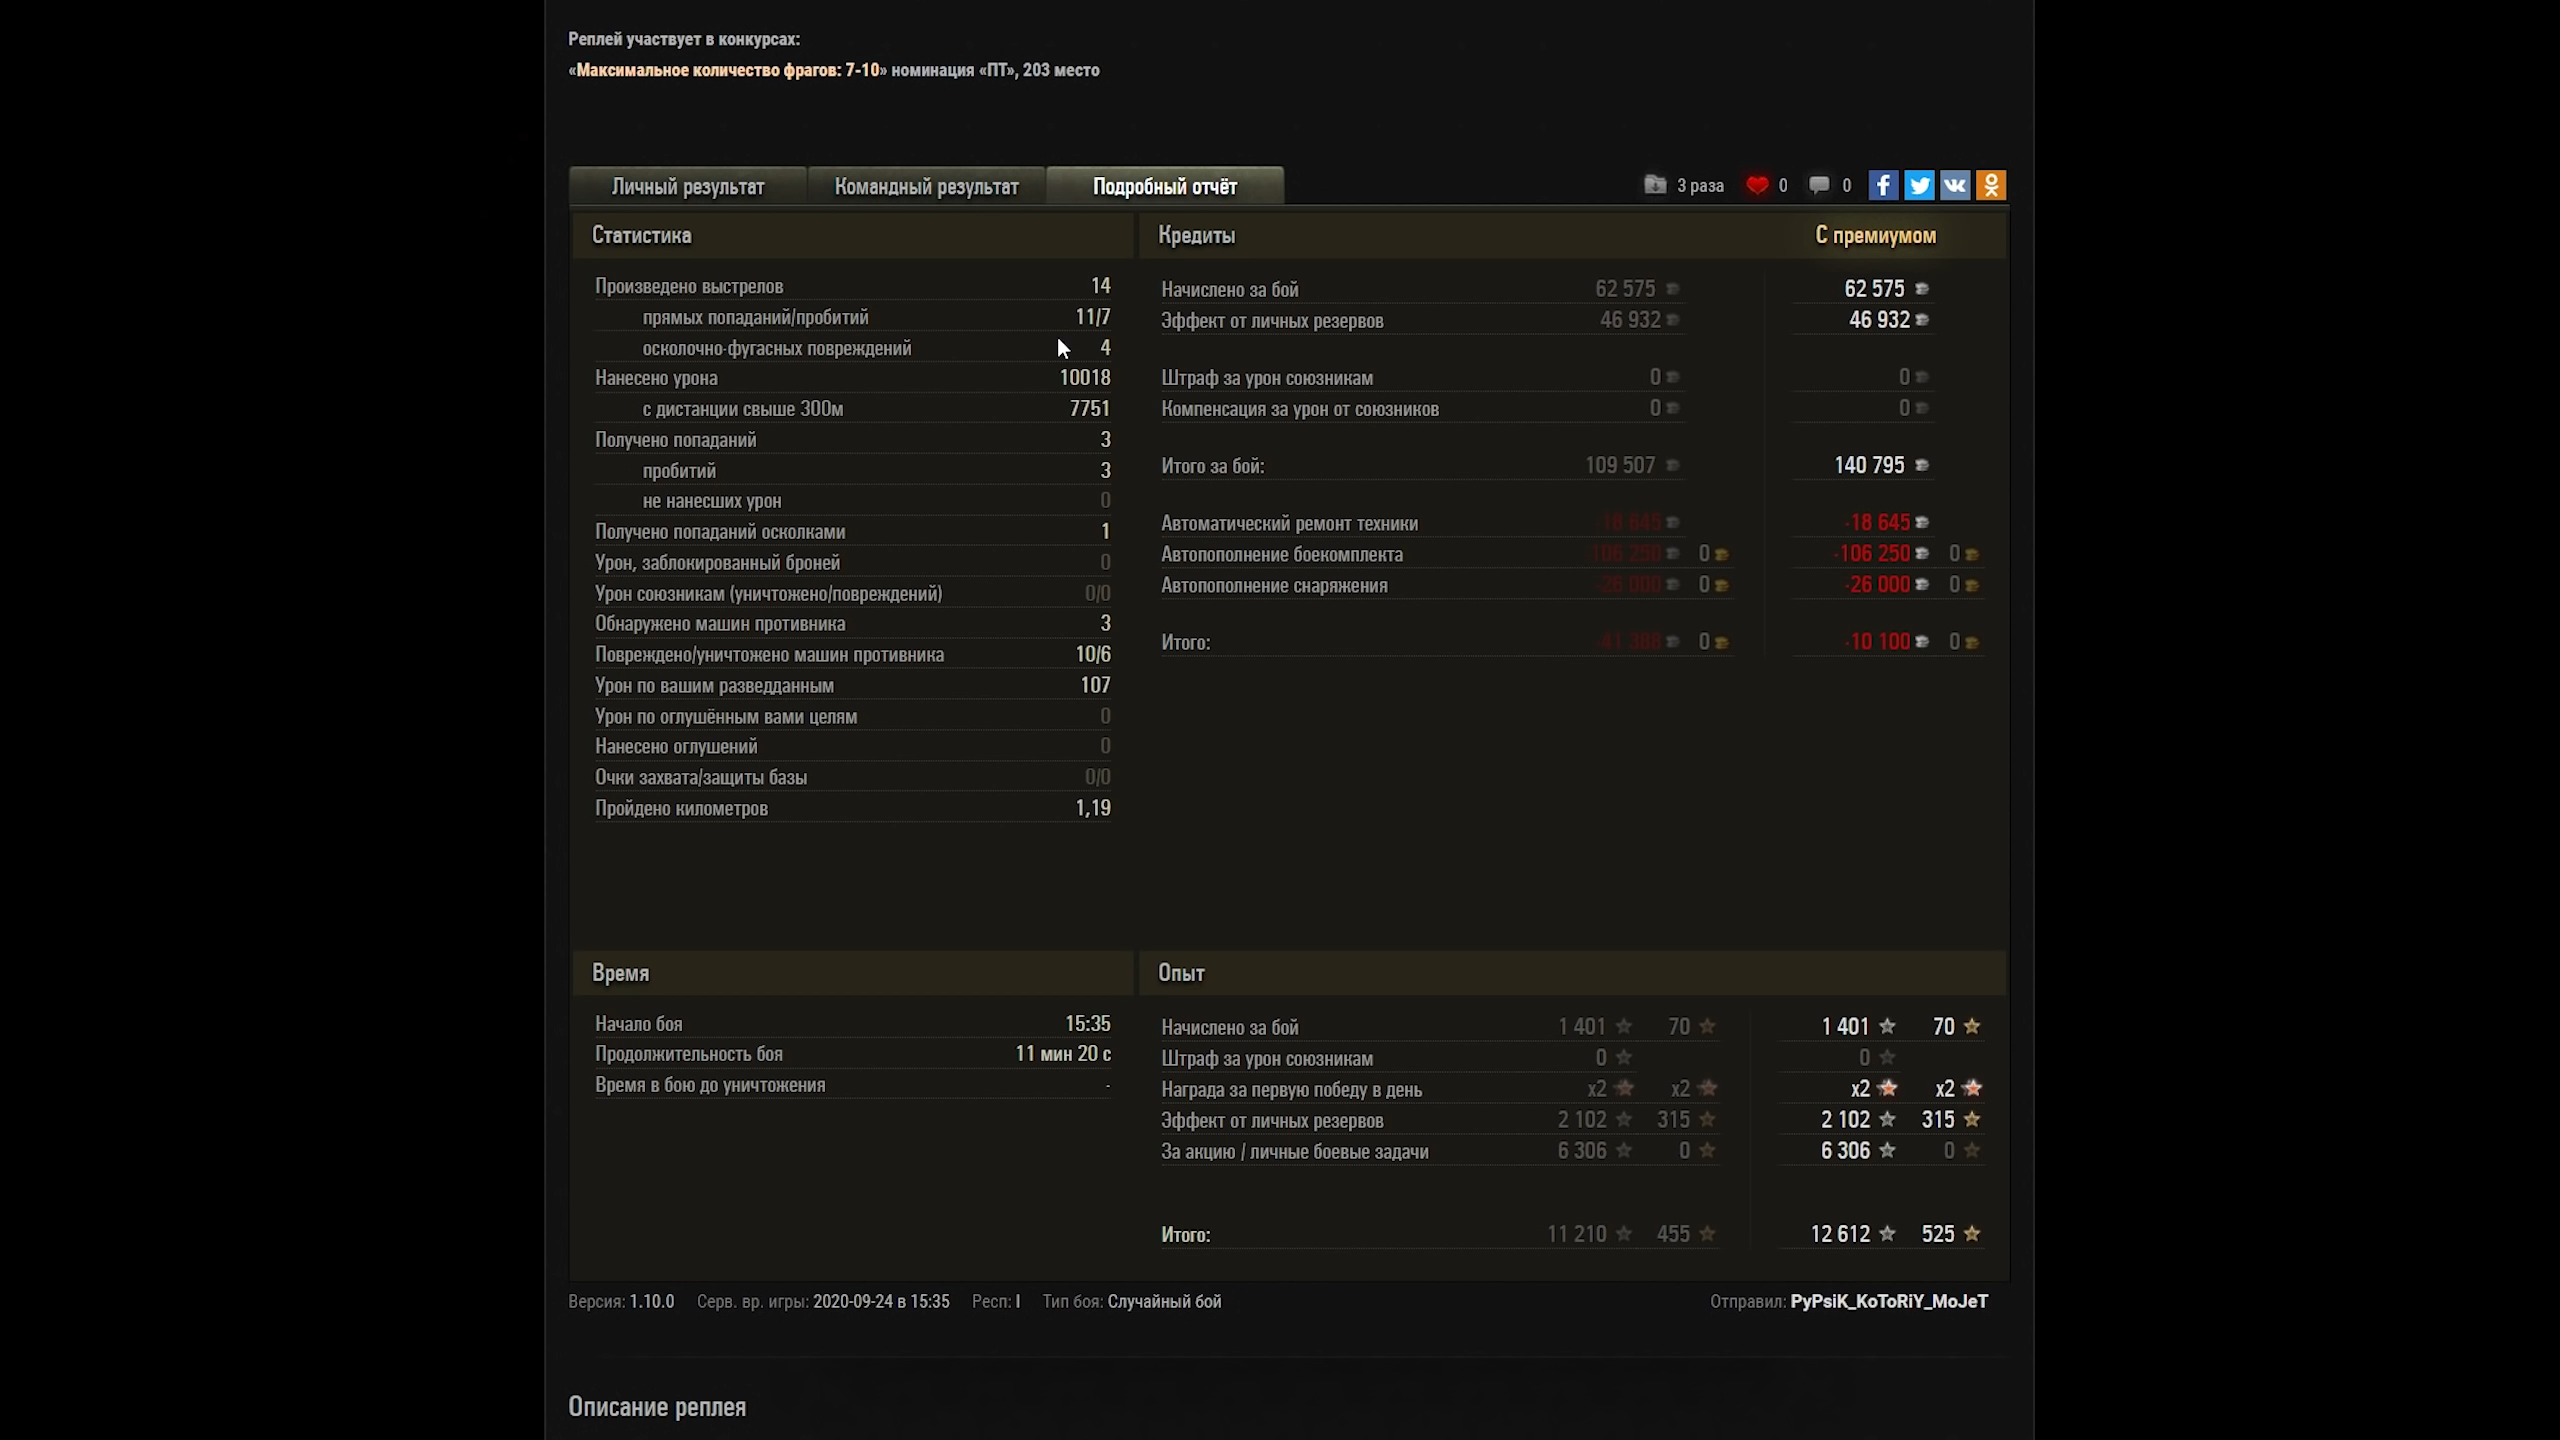 Реплей участвует в конкурсах:
«Максимальное количество фрагов: 7-10» номинация «ПТ», 203 место
Личный результат Командный результат Подробный отчёт 3 раза 0 0
Статистика
Произведено выстрелов 14
прямых попаданий/пробитий 11/7
осколочно-фугасных повреждений 4
Нанесено урона 10018
с дистанции свыше 300м 7751
Получено попаданий 3
пробитий 3
не нанесших урон 0
Получено попаданий осколками 1
Урон, заблокированный броней 0
Урон союзникам (уничтожено/повреждений) 0/0
Обнаружено машин противника 3
Повреждено/уничтожено машин противника 10/6
Урон по вашим разведданным 107
Урон по оглушённым вами целям 0
Нанесено оглушений 0
Очки захвата/защиты базы 0/0
Пройдено километров 1,19
Кредиты С премиумом
Начислено за бой 62 575 62 575
Эффект от личных резервов 46 932 46 932
Штраф за урон союзникам 0 0
Компенсация за урон от союзников 0 0
Итого за бой: 109 507 140 795
Автоматический ремонт техники -18 645 -18 645
Автопополнение боекомплекта -106 250 0 -106 250 0
Автопополнение снаряжения -26 000 0 -26 000 0
Итого: -41 388 0 -10 100 0
Время
Начало боя 15:35
Продолжительность боя 11 мин 20 с
Время в бою до уничтожения -
Опыт
Начислено за бой 1 401 70 1 401 70
Штраф за урон союзникам 0 0
Награда за первую победу в день x2 x2 x2 x2
Эффект от личных резервов 2 102 315 2 102 315
За акцию / личные боевые задачи 6 306 0 6 306 0
Итого: 11 210 455 12 612 525
Версия: 1.10.0 Серв. вр. игры: 2020-09-24 в 15:35 Респ: I Тип боя: Случайный бой Отправил: PyPsiK_KoToRiY_MoJeT
Описание реплея